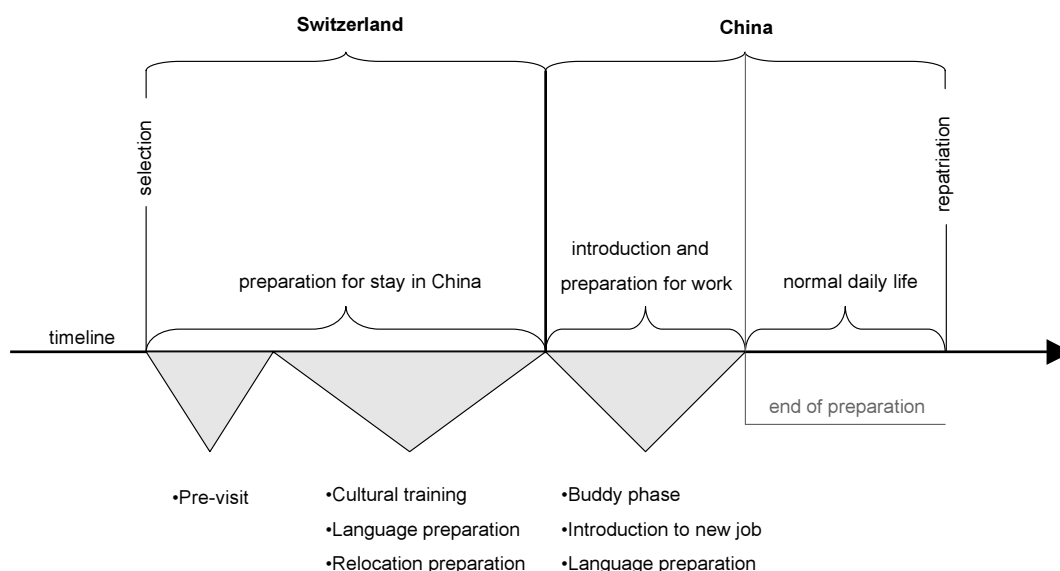 Switzerland
China
selection
repatriation
introduction and
preparation for work
preparation for stay in China
normal daily life
timeline
end of preparation
•Pre-visit
•Cultural training
•Language preparation
•Relocation preparation
•Buddy phase
•Introduction to new job
•Language preparation